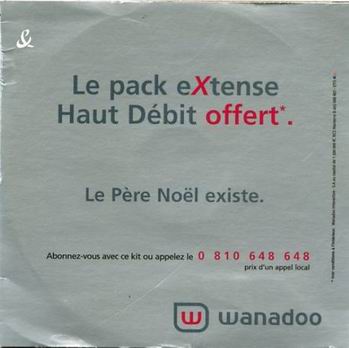 &
Le pack eXtense
Haut Débit offert*.
Le Père Noël existe.
Abonnez-vous avec ce kit ou appelez le 0 810 648 648
prix d'un appel local
wanadoo